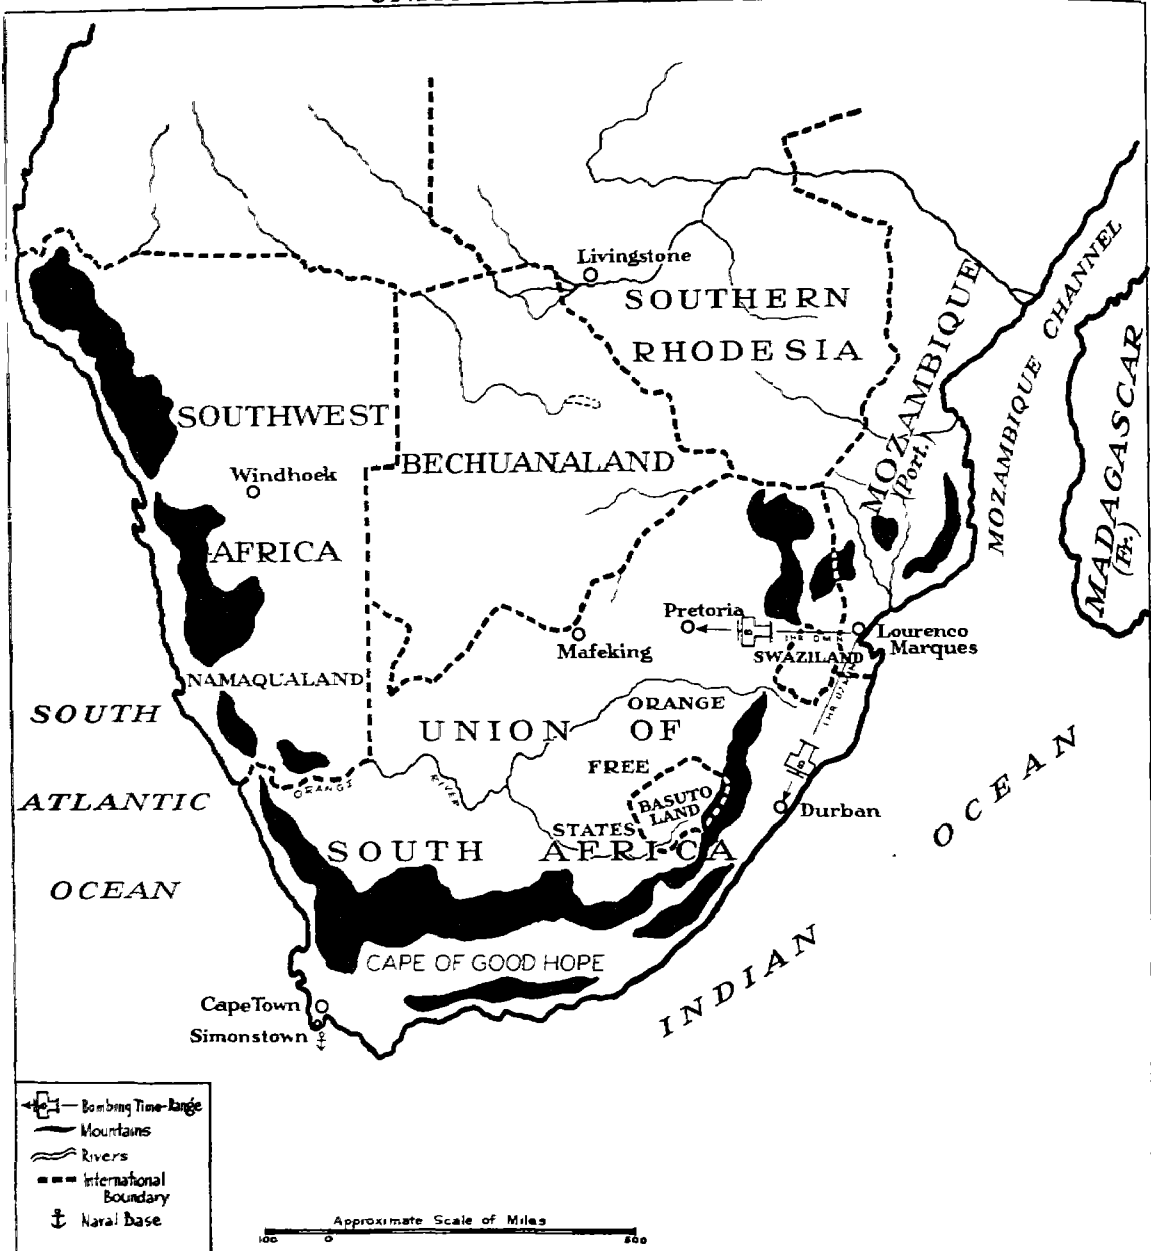 Livingstone
SOUTHERN
RHODESIA
MOZAMBIQUE
(Port.)
MOZAMBIQUE CHANNEL
MADAGASCAR
(Fr.)
SOUTHWEST
AFRICA
Windhoek
BECHUANALAND
Pretoria
Mafeking
Lourenco
Marques
SWAZILAND
NAMAQUALAND
SOUTH
ATLANTIC
OCEAN
UNION OF
SOUTH AFRICA
ORANGE
FREE
STATES
BASUTO
LAND
RIVER
Durban
INDIAN OCEAN
CAPE OF GOOD HOPE
Cape Town
Simonstown
Bombing Time-Range
Mountains
Rivers
International
Boundary
Naval Base
Approximate Scale of Miles
100 0 500